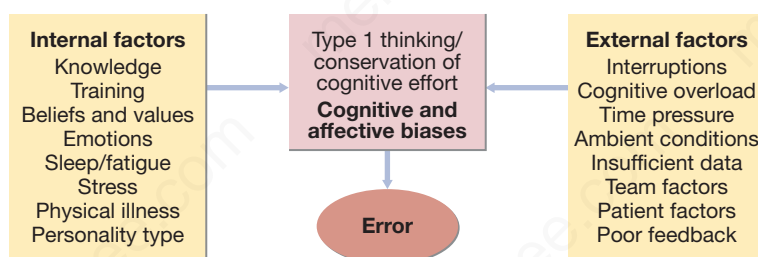 Internal factors
Knowledge
Training
Beliefs and values
Emotions
Sleep/fatigue
Stress
Physical illness
Personality type
Type 1 thinking/
conservation of
cognitive effort
Cognitive and
affective biases
Error
External factors
Interruptions
Cognitive overload
Time pressure
Ambient conditions
Insufficient data
Team factors
Patient factors
Poor feedback